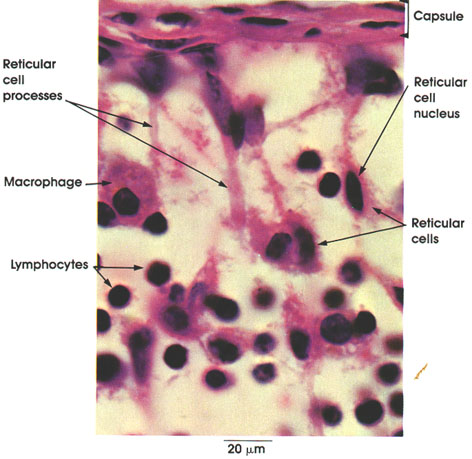 Capsule
Reticular
cell
processes
Reticular
cell
nucleus
Macrophage
Reticular
cells
Lymphocytes
20 μm